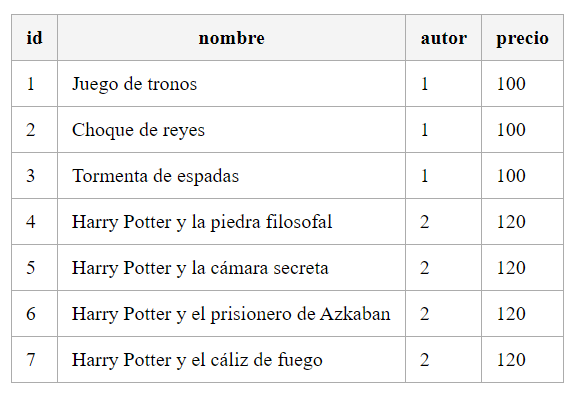 id nombre autor precio
1 Juego de tronos 1 100
2 Choque de reyes 1 100
3 Tormenta de espadas 1 100
4 Harry Potter y la piedra filosofal 2 120
5 Harry Potter y la cámara secreta 2 120
6 Harry Potter y el prisionero de Azkaban 2 120
7 Harry Potter y el cáliz de fuego 2 120